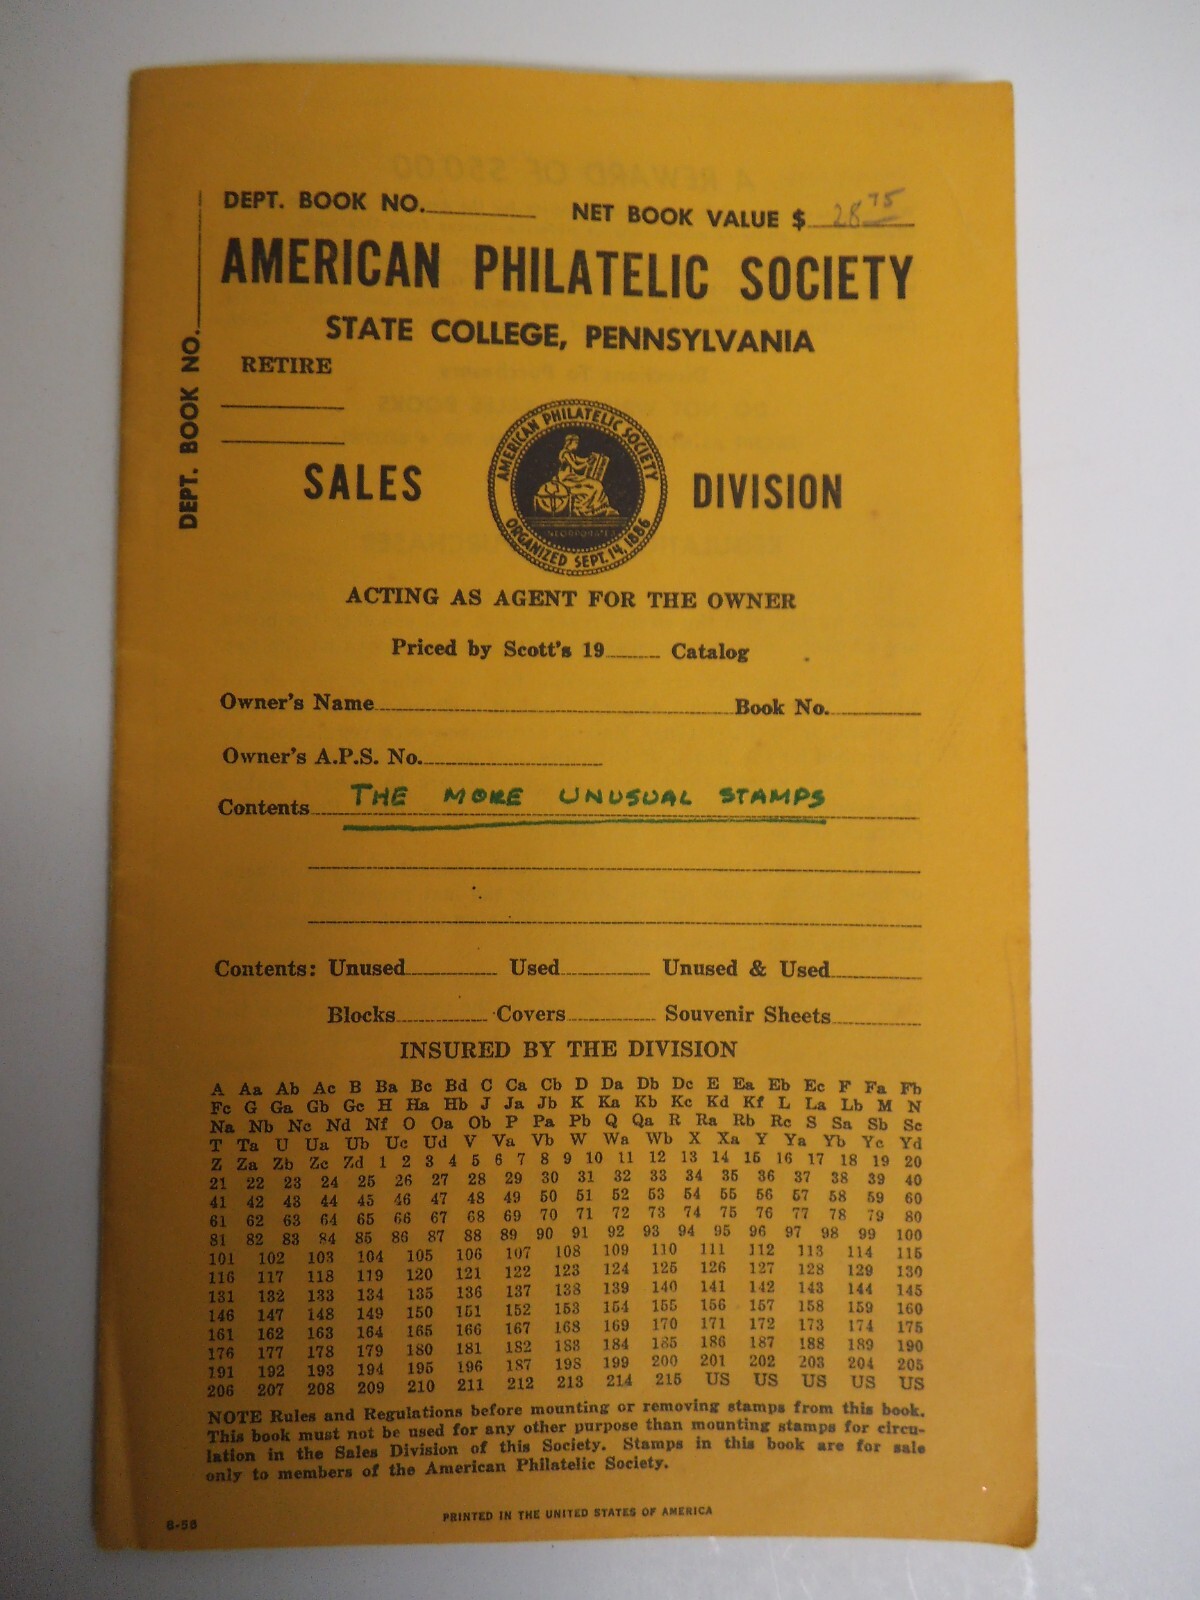 DEPT. BOOK NO. NET BOOK VALUE $ 28 75
AMERICAN PHILATELIC SOCIETY
STATE COLLEGE, PENNSYLVANIA
DEPT. BOOK NO.
RETIRE
SALES DIVISION
AMERICAN PHILATELIC SOCIETY
INCORPORATED
ORGANIZED SEPT. 14, 1886
ACTING AS AGENT FOR THE OWNER
Priced by Scott's 19 Catalog
Owner's Name Book No.
Owner's A.P.S. No.
Contents THE MORE UNUSUAL STAMPS
Contents: Unused Used Unused & Used
Blocks Covers Souvenir Sheets
INSURED BY THE DIVISION
A Aa Ab Ac B Ba Bc Bd C Ca Cb D Da Db Dc E Ea Eb Ec F Fa Fb
Fc G Ga Gb Gc H Ha Hb J Ja Jb K Ka Kb Kc Kd Kf L La Lb M N
Na Nb Nc Nd Nf O Oa Ob P Pa Pb Q Qa R Ra Rb Rc S Sa Sb Sc
T Ta U Ua Ub Uc Ud V Va Vb W Wa Wb X Xa Y Ya Yb Yc Yd
Z Za Zb Zc Zd 1 2 3 4 5 6 7 8 9 10 11 12 13 14 15 16 17 18 19 20
21 22 23 24 25 26 27 28 29 30 31 32 33 34 35 36 37 38 39 40
41 42 43 44 45 46 47 48 49 50 51 52 53 54 55 56 57 58 59 60
61 62 63 64 65 66 67 68 69 70 71 72 73 74 75 76 77 78 79 80
81 82 83 84 85 86 87 88 89 90 91 92 93 94 95 96 97 98 99 100
101 102 103 104 105 106 107 108 109 110 111 112 113 114 115
116 117 118 119 120 121 122 123 124 125 126 127 128 129 130
131 132 133 134 135 136 137 138 139 140 141 142 143 144 145
146 147 148 149 150 151 152 153 154 155 156 157 158 159 160
161 162 163 164 165 166 167 168 169 170 171 172 173 174 175
176 177 178 179 180 181 182 183 184 185 186 187 188 189 190
191 192 193 194 195 196 187 198 199 200 201 202 203 204 205
206 207 208 209 210 211 212 213 214 215 US US US US US
NOTE Rules and Regulations before mounting or removing stamps from this book.
This book must not be used for any other purpose than mounting stamps for circu-
lation in the Sales Division of this Society. Stamps in this book are for sale
only to members of the American Philatelic Society.
8-58
PRINTED IN THE UNITED STATES OF AMERICA